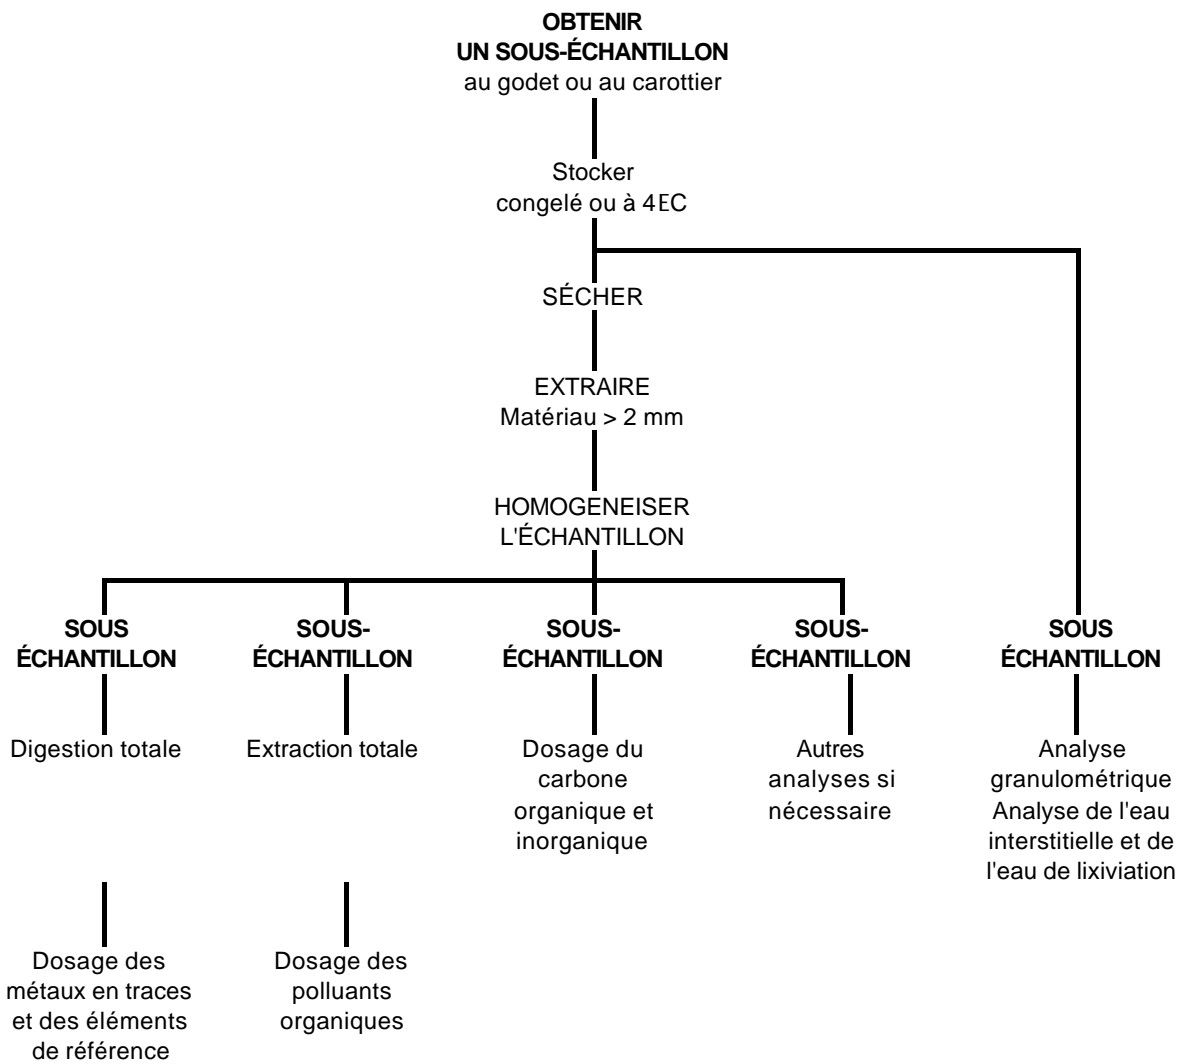 OBTENIR
UN SOUS-ÉCHANTILLON
au godet ou au carottier
Stocker
congelé ou à 4EC
SÉCHER
EXTRAIRE
Matériau > 2 mm
HOMOGENEISER
L'ÉCHANTILLON
SOUS
ÉCHANTILLON
SOUS-
ÉCHANTILLON
SOUS-
ÉCHANTILLON
SOUS-
ÉCHANTILLON
SOUS
ÉCHANTILLON
Digestion totale
Extraction totale
Dosage du
carbone
organique et
inorganique
Autres
analyses si
nécessaire
Analyse
granulométrique
Analyse de l'eau
interstitielle et de
l'eau de lixiviation
Dosage des
métaux en traces
et des éléments
de référence
Dosage des
polluants
organiques